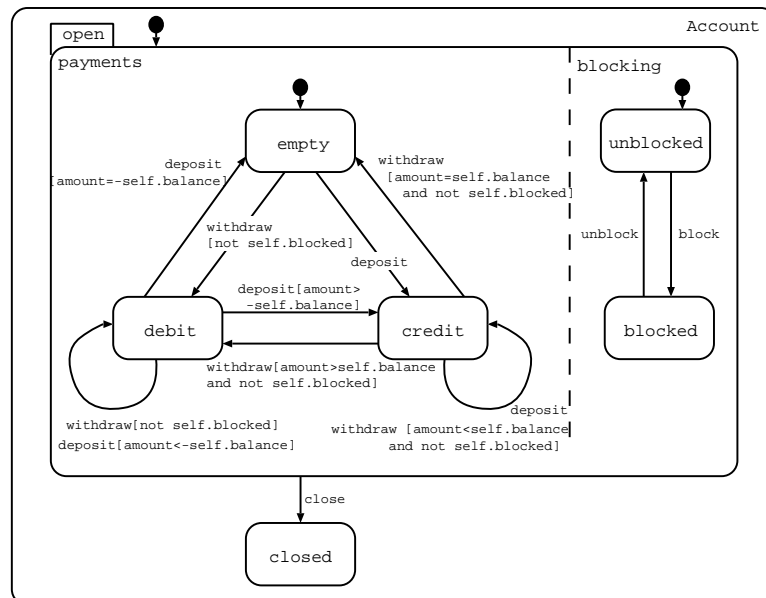 Account
open
payments
blocking
empty
unblocked
deposit
[amount=-self.balance]
withdraw
[amount=self.balance
and not self.blocked]
withdraw
[not self.blocked]
deposit
unblock
block
deposit[amount>
-self.balance]
debit
credit
blocked
withdraw[amount>self.balance
and not self.blocked]
withdraw[not self.blocked]
deposit[amount<-self.balance]
deposit
withdraw [amount<self.balance
and not self.blocked]
close
closed